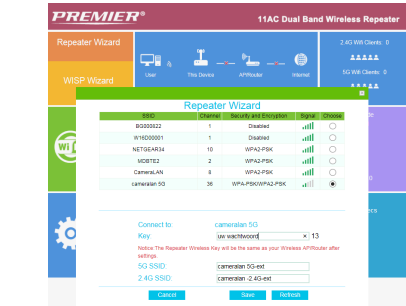 PREMIER®
11AC Dual Band Wireless Repeater
Repeater Wizard
2.4G Wifi Clients: 0
User
This Device
AP/Router
Internet
5G Wifi Clients: 0
WISP Wizard
Repeater Wizard
SSID Channel Security and Encryption Signal Choose
BG000822 1 Disabled
W16D00001 1 Disabled
NETGEAR34 10 WPA2-PSK
MDBTE2 2 WPA2-PSK
CameraLAN 8 WPA2-PSK
cameralan 5G 36 WPA-PSK/WPA2-PSK
Wi
Connect to cameralan 5G
Key uw wachtwoord × 13
Notice:The Repeater Wireless Key will be the same as your Wireless AP/Router after
settings.
5G SSID: cameralan 5G-ext
2.4G SSID: cameralan -2.4G-ext
Cancel Save Refresh